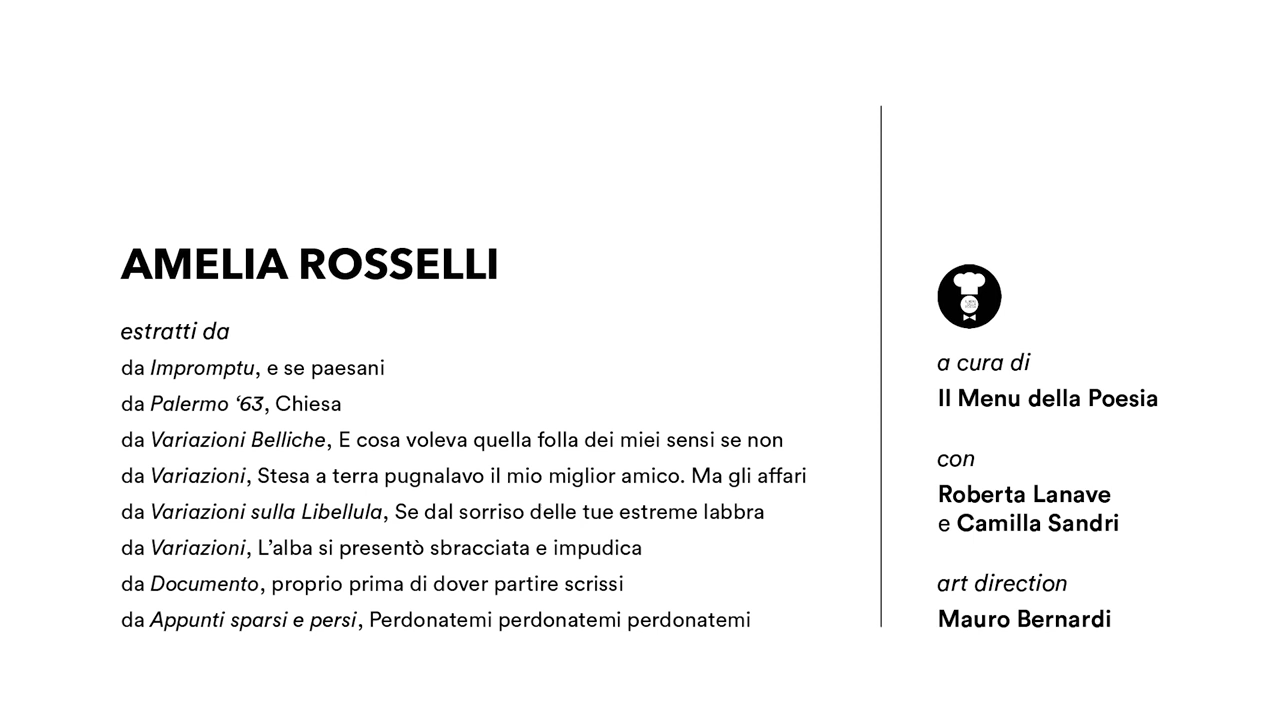 AMELIA ROSSELLI
estratti da
da Impromptu, e se paesani
da Palermo ‘63, Chiesa
da Variazioni Belliche, E cosa voleva quella folla dei miei sensi se non
da Variazioni, Stesa a terra pugnalavo il mio miglior amico. Ma gli affari
da Variazioni sulla Libellula, Se dal sorriso delle tue estreme labbra
da Variazioni, L’alba si presentò sbracciata e impudica
da Documento, proprio prima di dover partire scrissi
da Appunti sparsi e persi, Perdonatemi perdonatemi perdonatemi
a cura di
Il Menu della Poesia
con
Roberta Lanave
e Camilla Sandri
art direction
Mauro Bernardi